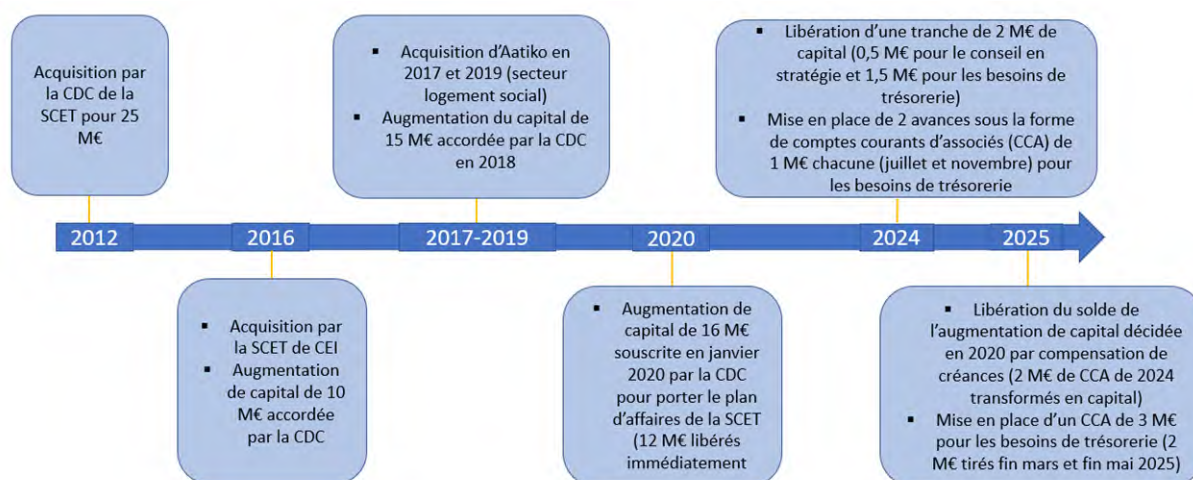 Acquisition par
la CDC de la
SCET pour 25
M€
▪ Acquisition d'Aatiko en
2017 et 2019 (secteur
logement social)
▪ Augmentation du capital de
15 M€ accordée par la CDC
en 2018
▪ Libération d'une tranche de 2 M€ de
capital (0,5 M€ pour le conseil en
stratégie et 1,5 M€ pour les besoins de
trésorerie)
▪ Mise en place de 2 avances sous la forme
de comptes courants d'associés (CCA) de
1 M€ chacune (juillet et novembre) pour
les besoins de trésorerie
2012
2016
2017-2019
2020
2024
2025
▪ Acquisition par
la SCET de CEI
▪ Augmentation
de capital de 10
M€ accordée
par la CDC
▪ Augmentation de
capital de 16 M€
souscrite en janvier
2020 par la CDC
pour porter le plan
d'affaires de la SCET
(12 M€ libérés
immédiatement
▪ Libération du solde de
l'augmentation de capital décidée
en 2020 par compensation de
créances (2 M€ de CCA de 2024
transformés en capital)
▪ Mise en place d'un CCA de 3 M€
pour les besoins de trésorerie (2
M€ tirés fin mars et fin mai 2025)